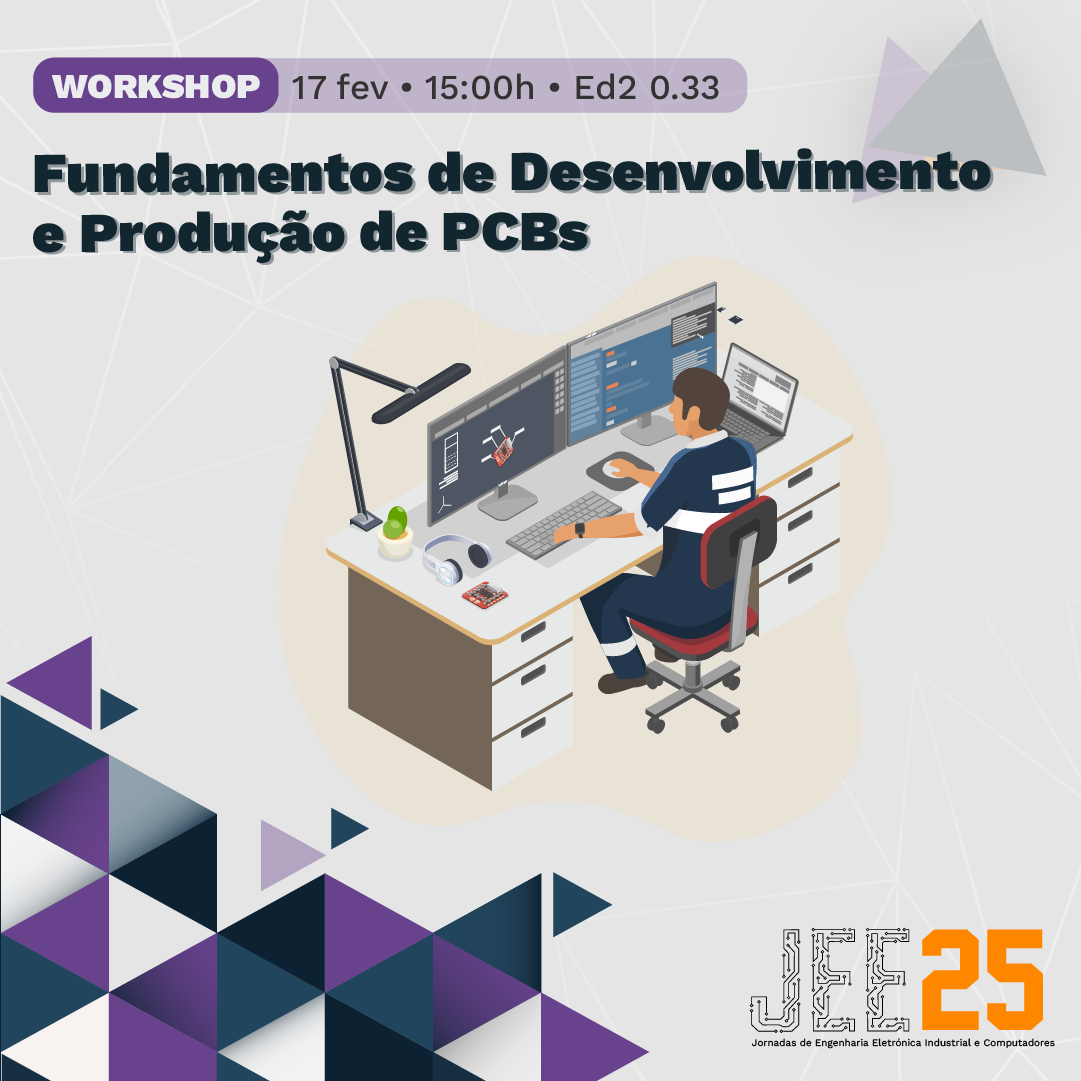 WORKSHOP 17 fev • 15:00h • Ed2 0.33
Fundamentos de Desenvolvimento
e Produção de PCBs
JEE25
Jornadas de Engenharia Eletrónica Industrial e Computadores